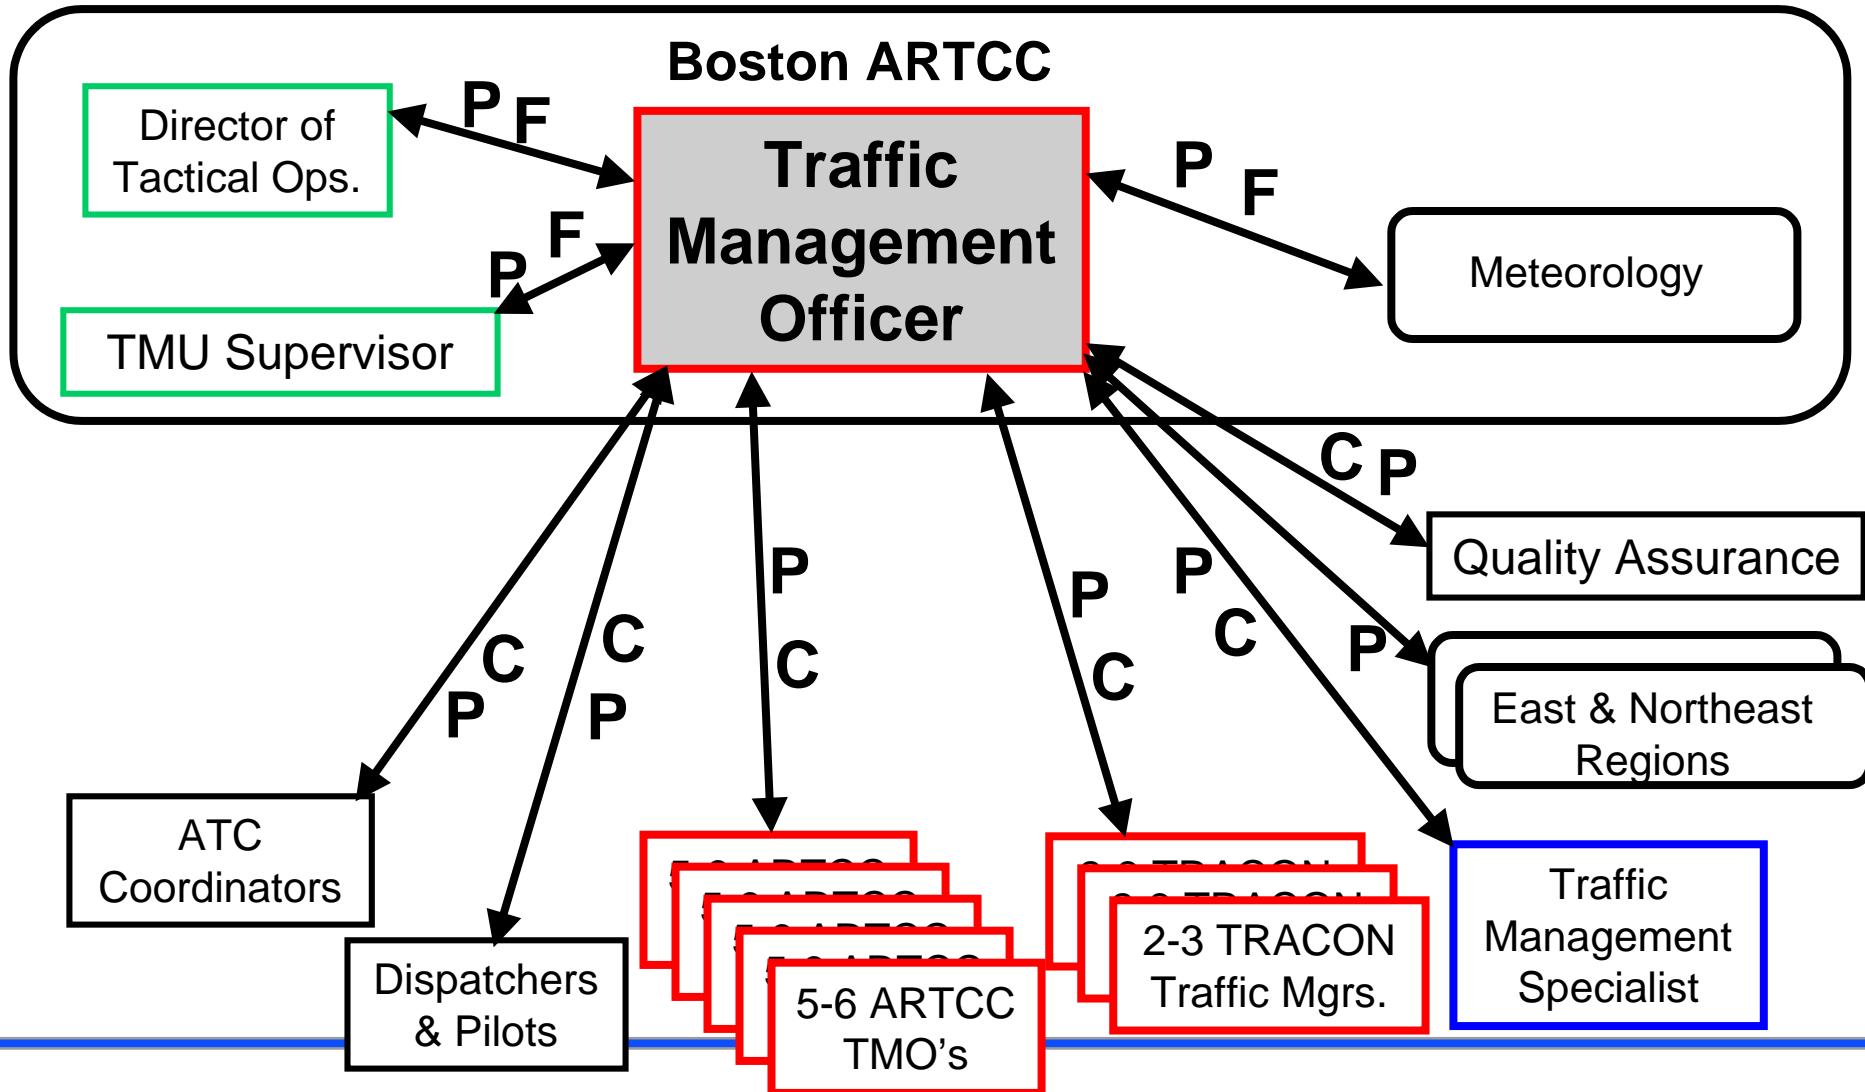 Boston ARTCC
Director of
Tactical Ops.
P F
Traffic
Management
Officer
P
F
Meteorology
F
P
TMU Supervisor
C P
Quality Assurance
P
C
P
C
P
C
P
C
P
C
P
P
East & Northeast
Regions
ATC
Coordinators
Dispatchers
& Pilots
5-6 ARTCC
TMO's
2-3 TRACON
Traffic Mgrs.
Traffic
Management
Specialist